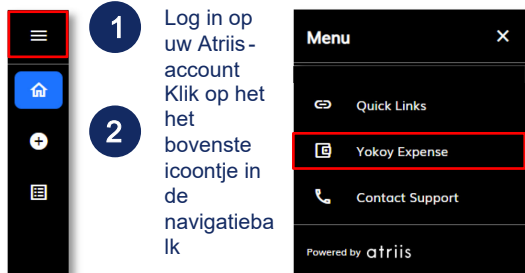 1
Log in op
uw Atriis-
account
2
Klik op het
het
bovenste
icoontje in
de
navigatieba
lk
Menu
Quick Links
Yokoy Expense
Contact Support
Powered by atriis